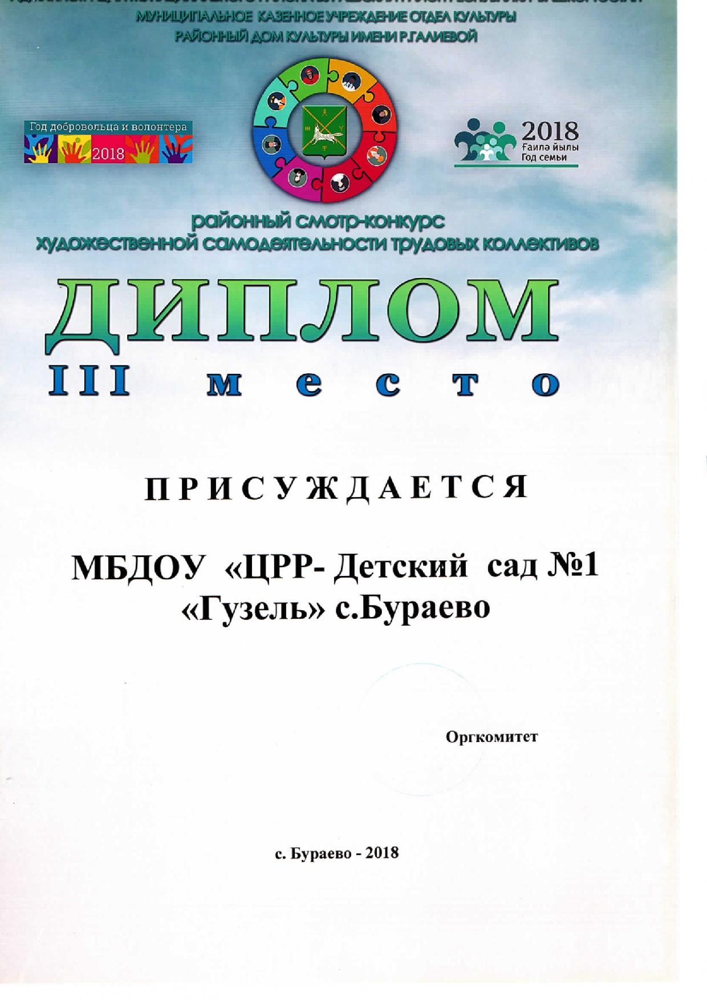 МУНИЦИПАЛЬНОЕ КАЗЕННОЕ УЧРЕЖДЕНИЕ ОТДЕЛ КУЛЬТУРЫ
РАЙОННЫЙ ДОМ КУЛЬТУРЫ ИМЕНИ Р.ГАЛИЕВОЙ
Год добровольца и волонтера
2018
2018
Ғаилә йылы
Год семьи
районный смотр-конкурс
художественной самодеятельности трудовых коллективов
ДИПЛОМ
III место
ПРИСУЖДАЕТСЯ
МБДОУ «ЦРР- Детский сад №1
«Гузель» с.Бураево
Оргкомитет
с. Бураево - 2018